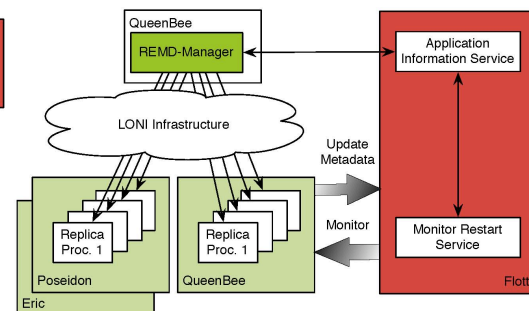 QueenBee
REMD-Manager
Application
Information Service
LONI Infrastructure
Update
Metadata
Monitor
Replica
Proc. 1
Poseidon
Eric
Replica
Proc. 1
QueenBee
Monitor Restart
Service
Flott